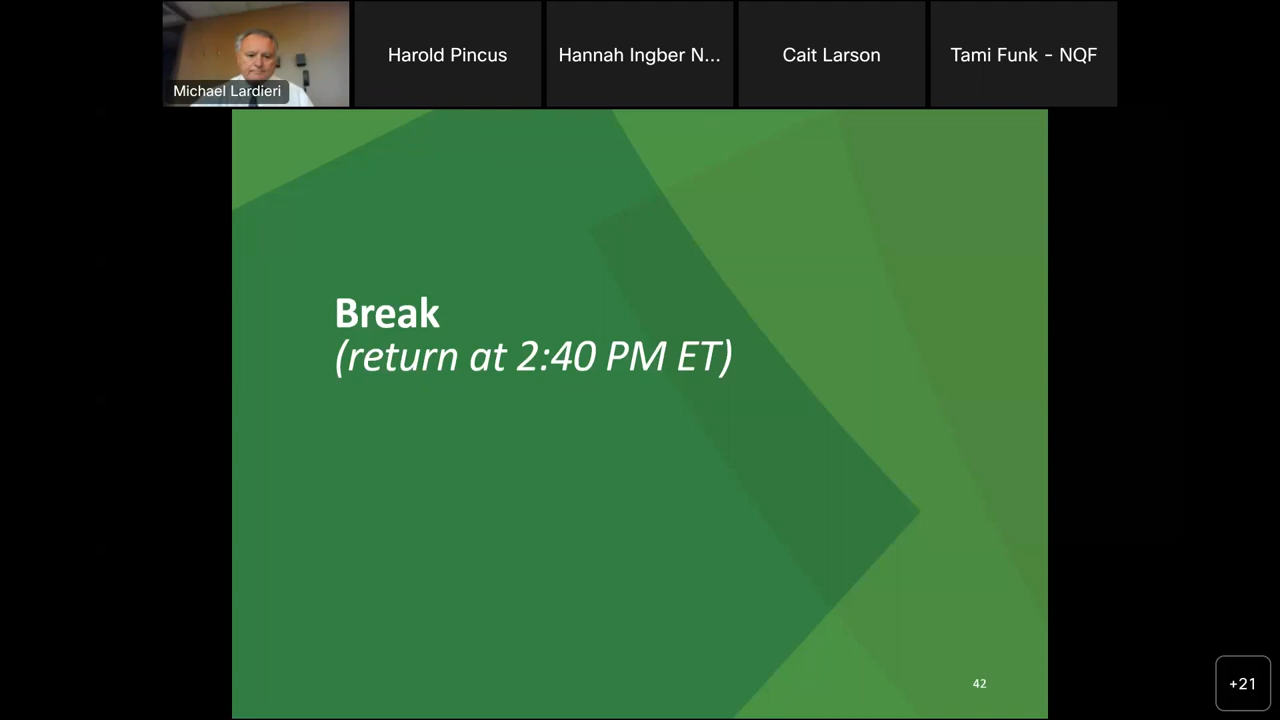 Michael Lardieri
Harold Pincus
Hannah Ingber N...
Cait Larson
Tami Funk - NQF
Break
(return at 2:40 PM ET)
42
+21